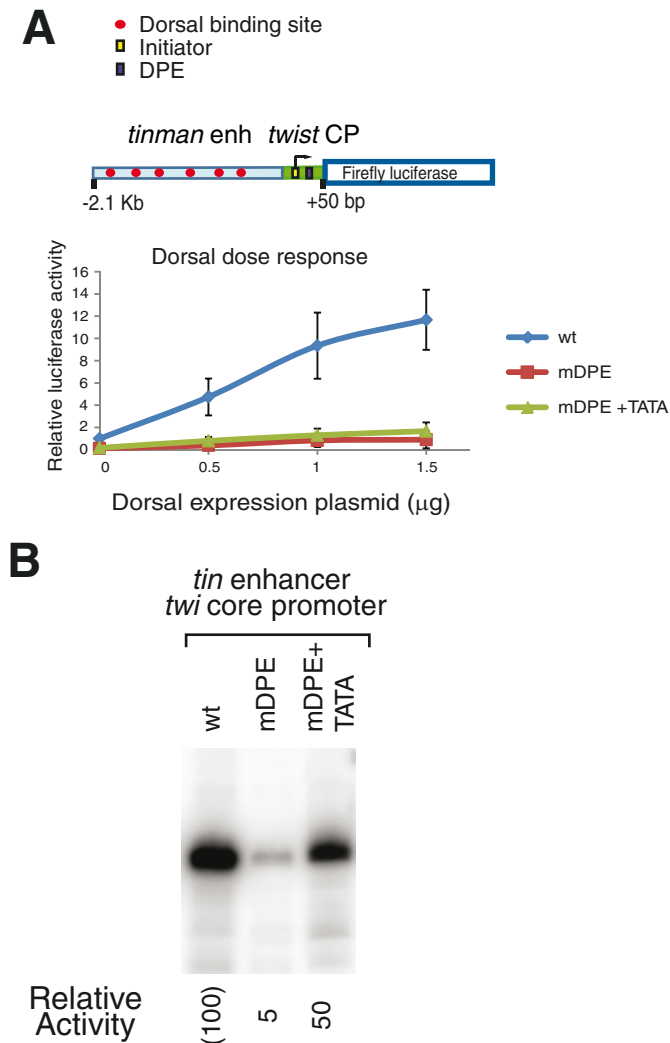 A
Dorsal binding site
Initiator
DPE
tinman enh twist CP
Firefly luciferase
-2.1 Kb
+50 bp
Dorsal dose response
Relative luciferase activity
16
14
12
10
8
6
4
2
0
0
0.5
1
1.5
Dorsal expression plasmid (μg)
wt
mDPE
mDPE +TATA
B
tin enhancer
twi core promoter
wt
mDPE
mDPE+
TATA
Relative
Activity
(100)
5
50